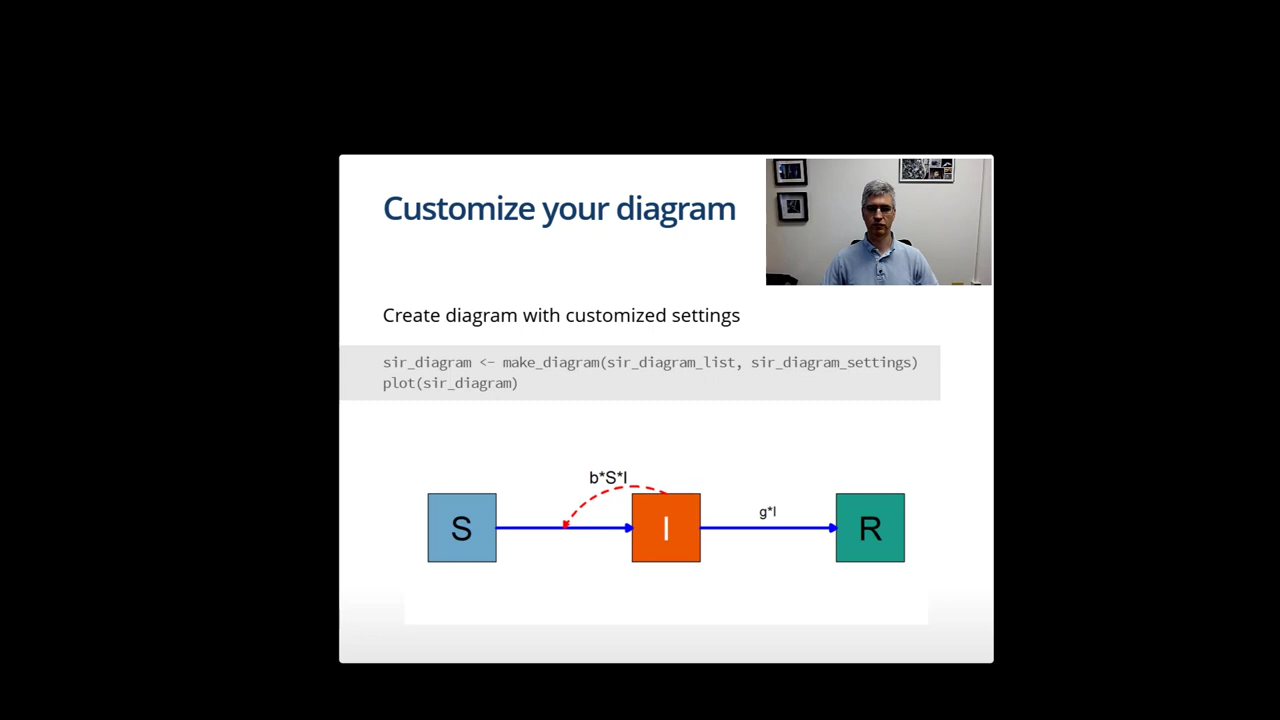 Customize your diagram
Create diagram with customized settings
sir_diagram <- make_diagram(sir_diagram_list, sir_diagram_settings)
plot(sir_diagram)
b*S*I
S
I
g*I
R